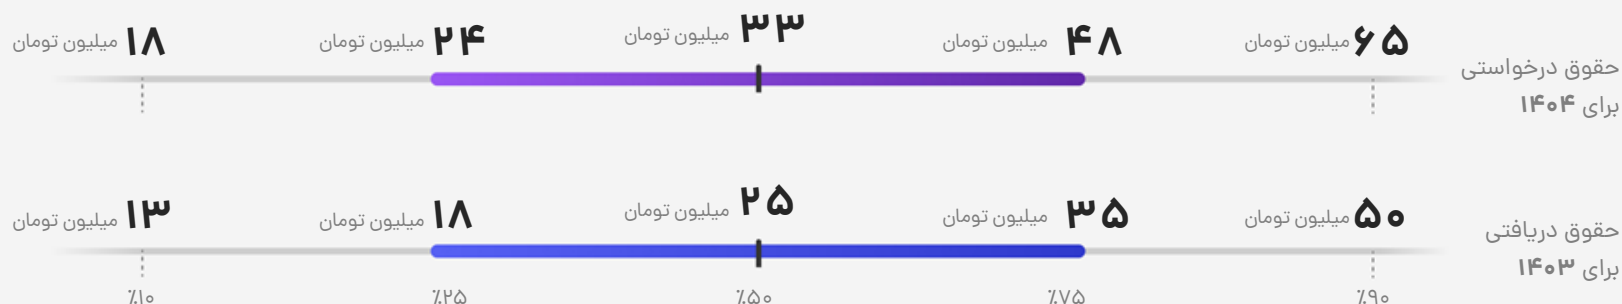 ۱۸ میلیون تومان
۲۴ میلیون تومان
۳۳ میلیون تومان
۴۸ میلیون تومان
۶۵ میلیون تومان
حقوق درخواستی
برای ۱۴۰۴
۱۳ میلیون تومان
۱۸ میلیون تومان
۲۵ میلیون تومان
۳۵ میلیون تومان
۵۰ میلیون تومان
حقوق دریافتی
برای ۱۴۰۳
٪۱۰
٪۲۵
٪۵۰
٪۷۵
٪۹۰